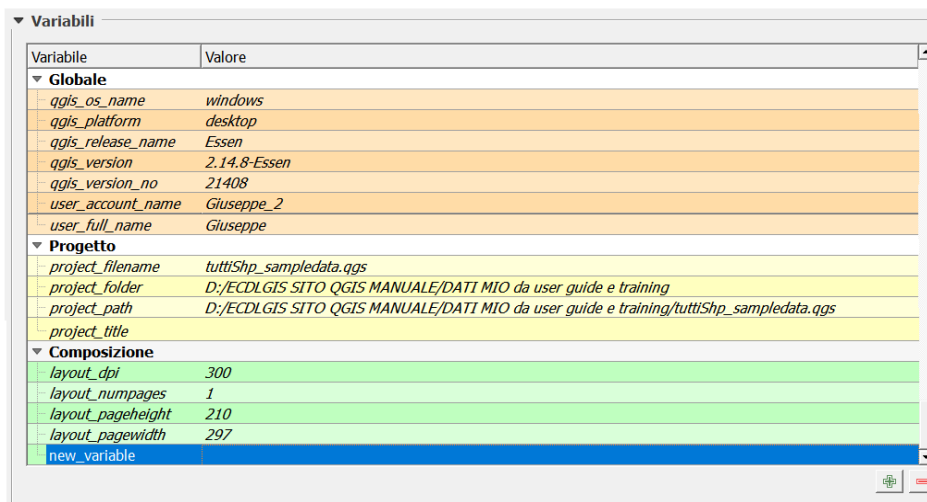 Variabili
Variabile Valore
Globale
qgis_os_name windows
qgis_platform desktop
qgis_release_name Essen
qgis_version 2.14.8-Essen
qgis_version_no 21408
user_account_name Giuseppe_2
user_full_name Giuseppe
Progetto
project_filename tuttiShp_sampledata.qgs
project_folder D:/ECDLGIS SITO QGIS MANUALE/DATI MIO da user guide e training
project_path D:/ECDLGIS SITO QGIS MANUALE/DATI MIO da user guide e training/tuttiShp_sampledata.qgs
project_title
Composizione
layout_dpi 300
layout_numpages 1
layout_pageheight 210
layout_pagewidth 297
new_variable